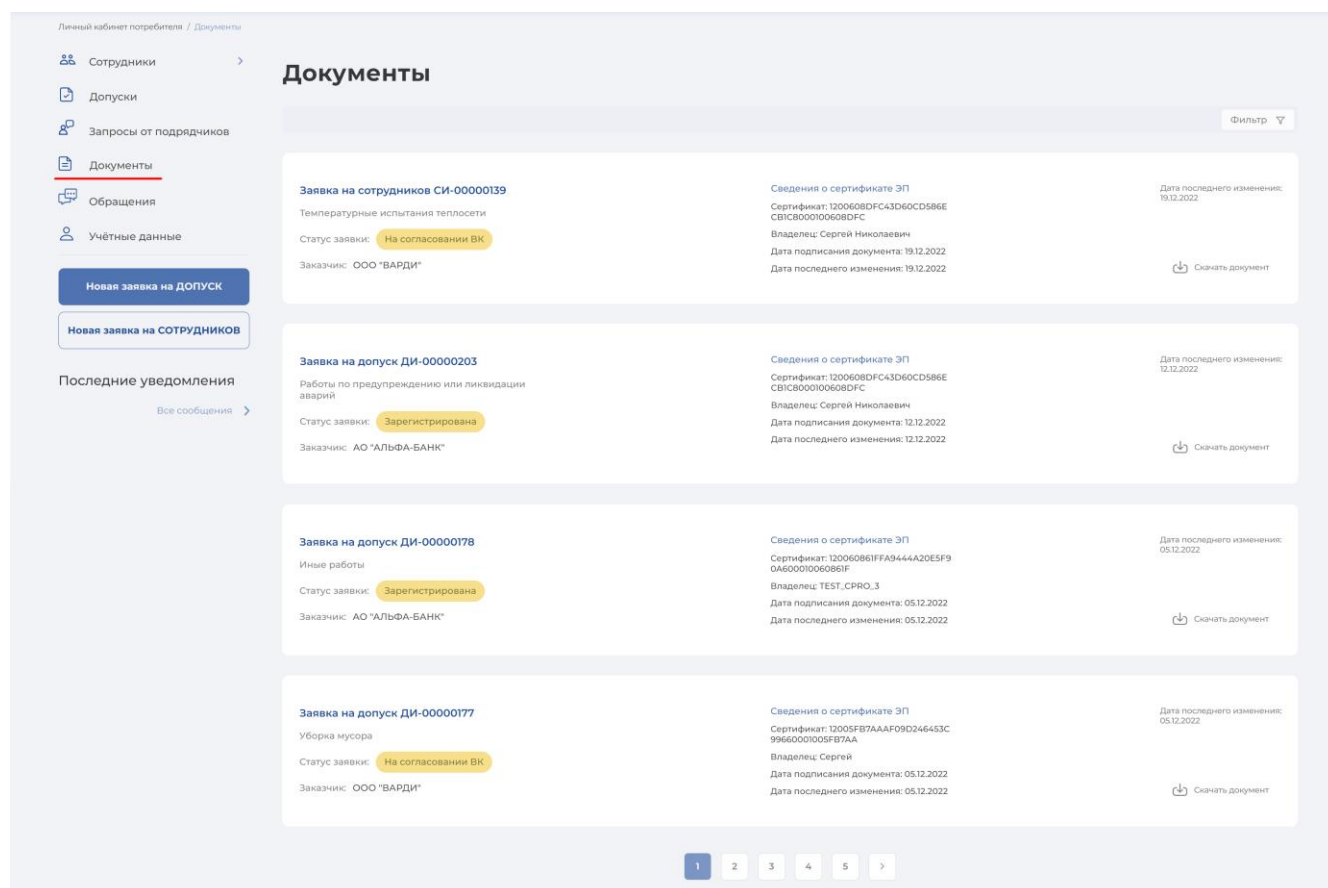 Личный кабинет потребителя / Документы
Сотрудники
Допуски
Запросы от подрядчиков
Документы
Обращения
Учётные данные
Новая заявка на ДОПУСК
Новая заявка на СОТРУДНИКОВ
Последние уведомления
Все сообщения
Документы
Фильтр
Заявка на сотрудников СИ-00000139
Температурные испытания теплосети
Статус заявки: На согласовании ВК
Заказчик: ООО "ВАРДИ"
Сведения о сертификате ЭП
Сертификат: 1200608DFC43D60CD586E
CB1C8000100608DFC
Владелец: Сергей Николаевич
Дата подписания документа: 19.12.2022
Дата последнего изменения: 19.12.2022
Дата последнего изменения:
19.12.2022
Скачать документ
Заявка на допуск ДИ-00000203
Работы по предупреждению или ликвидации
аварий
Статус заявки: Зарегистрирована
Заказчик: АО "АЛЬФА-БАНК"
Сведения о сертификате ЭП
Сертификат: 1200608DFC43D60CD586E
CB1C8000100608DFC
Владелец: Сергей Николаевич
Дата подписания документа: 12.12.2022
Дата последнего изменения: 12.12.2022
Дата последнего изменения:
12.12.2022
Скачать документ
Заявка на допуск ДИ-00000178
Иные работы
Статус заявки: Зарегистрирована
Заказчик: АО "АЛЬФА-БАНК"
Сведения о сертификате ЭП
Сертификат: 120060861FFA9444A20E5F9
0A600010060861F
Владелец: TEST_CPRO_3
Дата подписания документа: 05.12.2022
Дата последнего изменения: 05.12.2022
Дата последнего изменения:
05.12.2022
Скачать документ
Заявка на допуск ДИ-00000177
Уборка мусора
Статус заявки: На согласовании ВК
Заказчик: ООО "ВАРДИ"
Сведения о сертификате ЭП
Сертификат: 12005FB7AAAF09D246453C
99660001005FB7AA
Владелец: Сергей
Дата подписания документа: 05.12.2022
Дата последнего изменения: 05.12.2022
Дата последнего изменения:
05.12.2022
Скачать документ
1 2 3 4 5 >